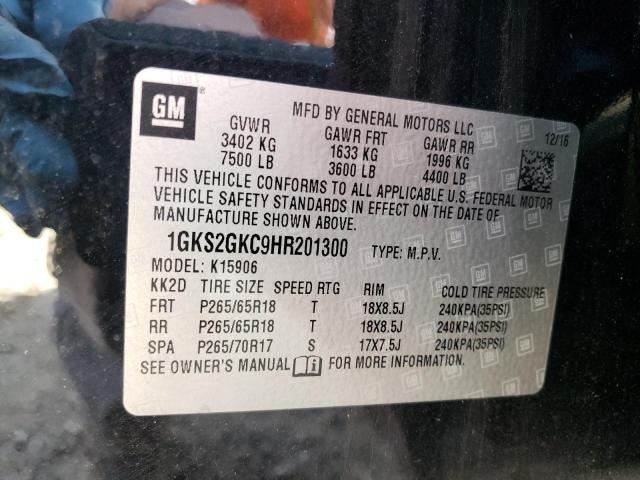 GM
MFD BY GENERAL MOTORS LLC
GVWR GAWR FRT GAWR RR 12/16
3402 KG 1633 KG 1996 KG
7500 LB 3600 LB 4400 LB
THIS VEHICLE CONFORMS TO ALL APPLICABLE U.S. FEDERAL MOTOR
VEHICLE SAFETY STANDARDS IN EFFECT ON THE DATE OF
MANUFACTURE SHOWN ABOVE.
1GKS2GKC9HR201300 TYPE: M.P.V.
MODEL: K15906
KK2D TIRE SIZE SPEED RTG RIM COLD TIRE PRESSURE
FRT P265/65R18 T 18X8.5J 240KPA(35PSI)
RR P265/65R18 T 18X8.5J 240KPA(35PSI)
SPA P265/70R17 S 17X7.5J 240KPA(35PSI)
SEE OWNER'S MANUAL FOR MORE INFORMATION.